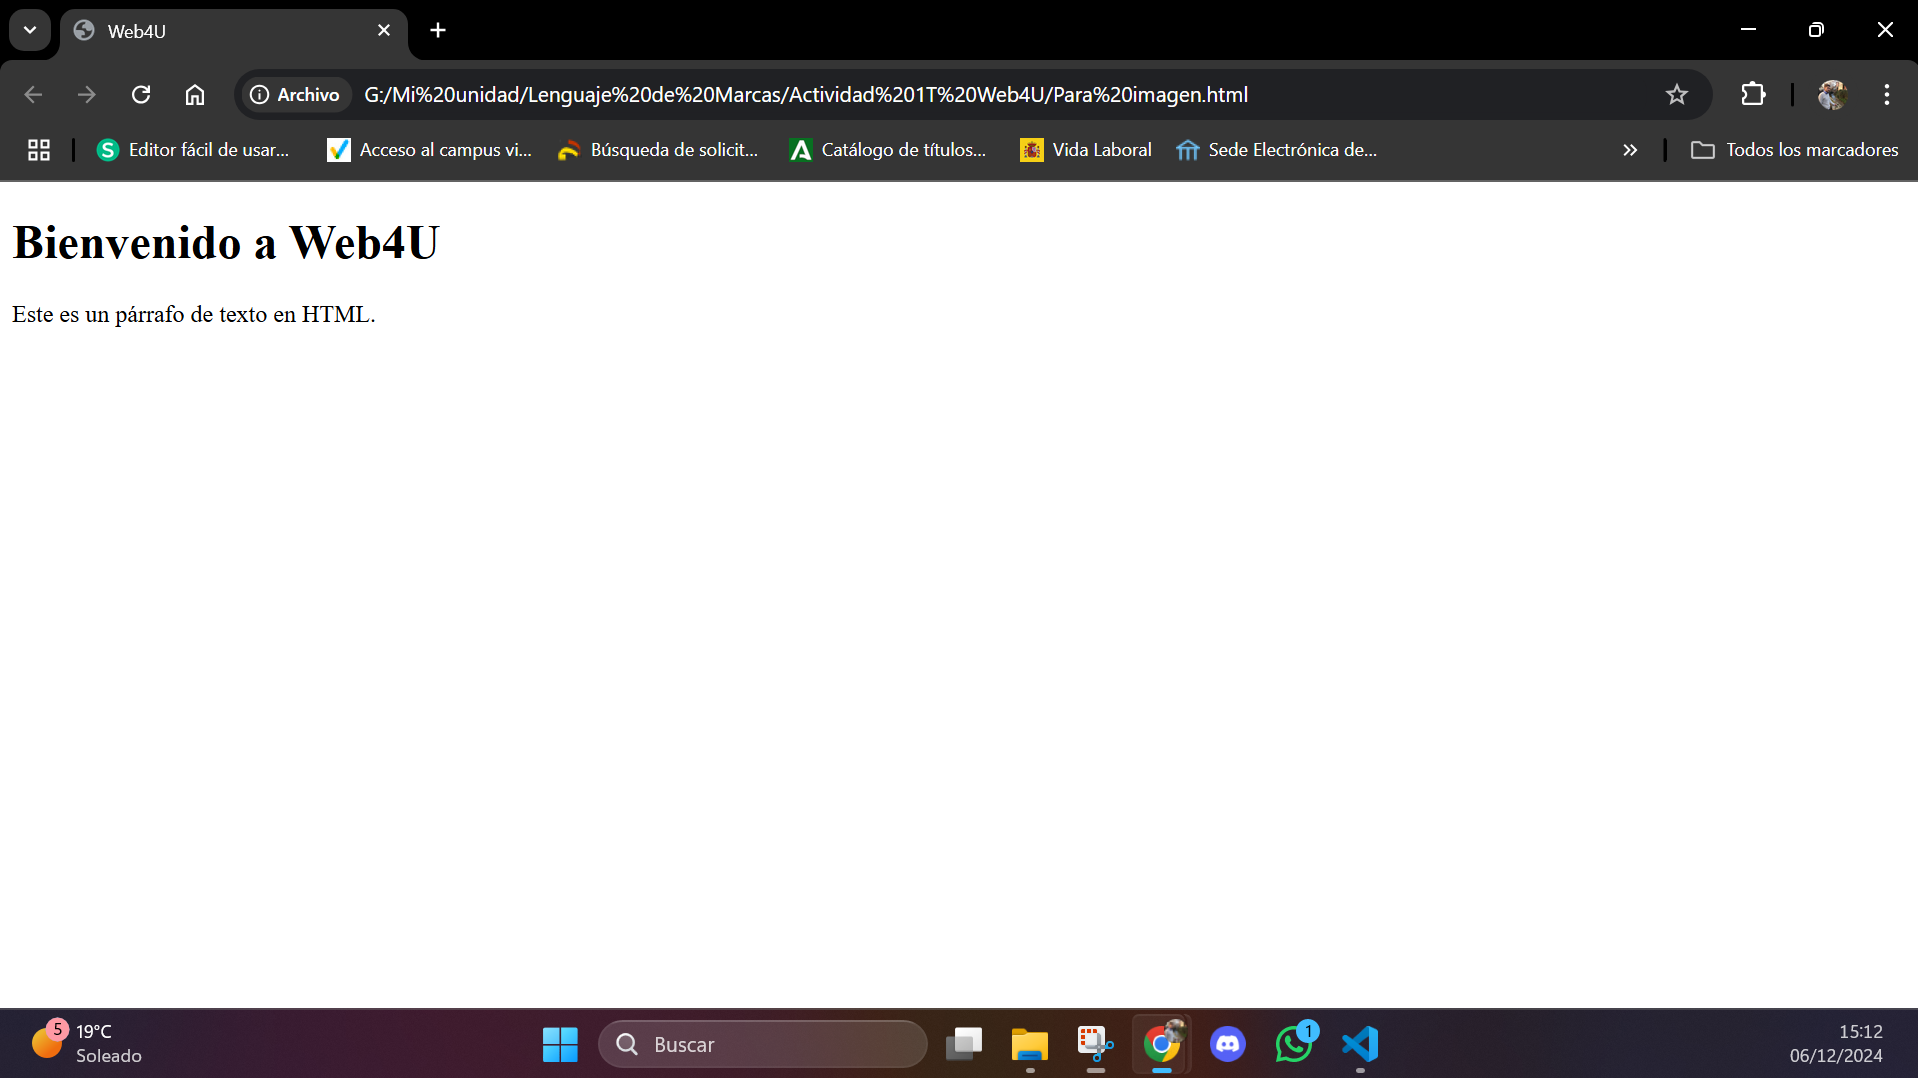 Web4U
Archivo G:/Mi%20unidad/Lenguaje%20de%20Marcas/Actividad%201T%20Web4U/Para%20imagen.html
Editor fácil de usar... Acceso al campus vi... Búsqueda de solicit... Catálogo de títulos... Vida Laboral Sede Electrónica de... Todos los marcadores
Bienvenido a Web4U
Este es un párrafo de texto en HTML.
5 19°C
Soleado
Buscar
1
15:12
06/12/2024